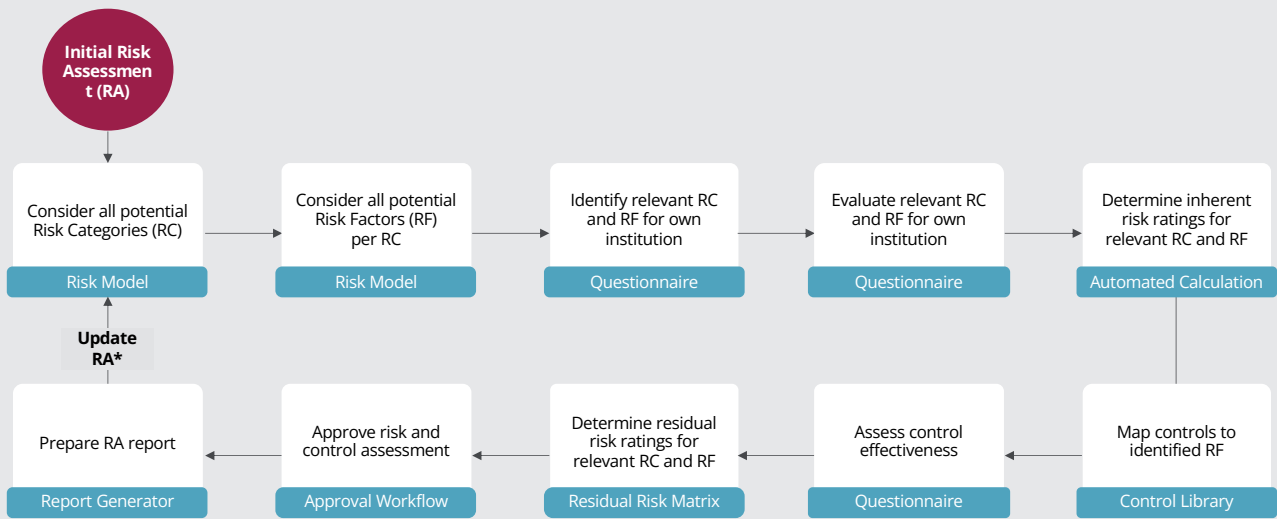 Initial Risk
Assessmen
t (RA)
Consider all potential
Risk Categories (RC)
Risk Model
Consider all potential
Risk Factors (RF)
per RC
Risk Model
Identify relevant RC
and RF for own
institution
Questionnaire
Evaluate relevant RC
and RF for own
institution
Questionnaire
Determine inherent
risk ratings for
relevant RC and RF
Automated Calculation
Update
RA*
Prepare RA report
Report Generator
Approve risk and
control assessment
Approval Workflow
Determine residual
risk ratings for
relevant RC and RF
Residual Risk Matrix
Assess control
effectiveness
Questionnaire
Map controls to
identified RF
Control Library